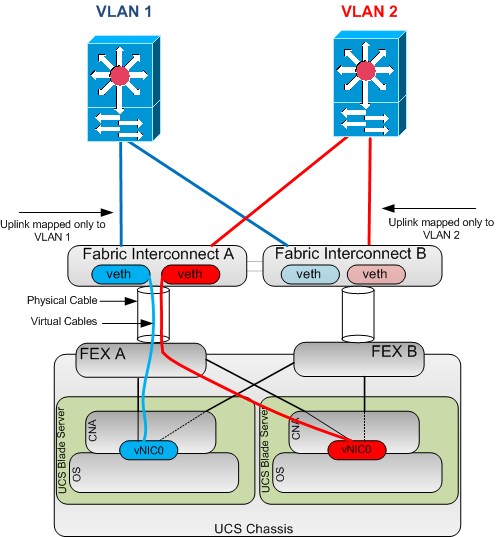 VLAN 1
VLAN 2
Uplink mapped only to
VLAN 1
Uplink mapped only to
VLAN 2
Fabric Interconnect A
Fabric Interconnect B
veth
veth
veth
veth
Physical Cable
Virtual Cables
FEX A
FEX B
UCS Blade Server
CNA
vNIC0
OS
UCS Blade Server
CNA
vNIC0
OS
UCS Chassis